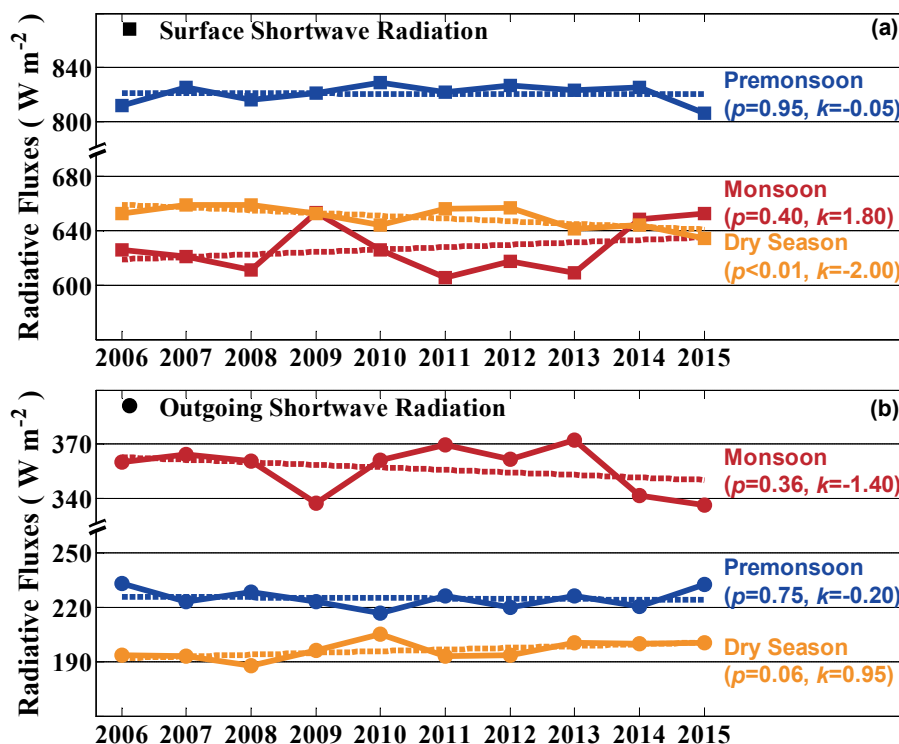 Surface Shortwave Radiation
(a)
Radiative Fluxes ( W m-2 )
840
800
680
640
600
Premonsoon
(p=0.95, k=-0.05)
Monsoon
(p=0.40, k=1.80)
Dry Season
(p<0.01, k=-2.00)
2006 2007 2008 2009 2010 2011 2012 2013 2014 2015
Outgoing Shortwave Radiation
(b)
Radiative Fluxes ( W m-2 )
370
340
250
220
190
Monsoon
(p=0.36, k=-1.40)
Premonsoon
(p=0.75, k=-0.20)
Dry Season
(p=0.06, k=0.95)
2006 2007 2008 2009 2010 2011 2012 2013 2014 2015